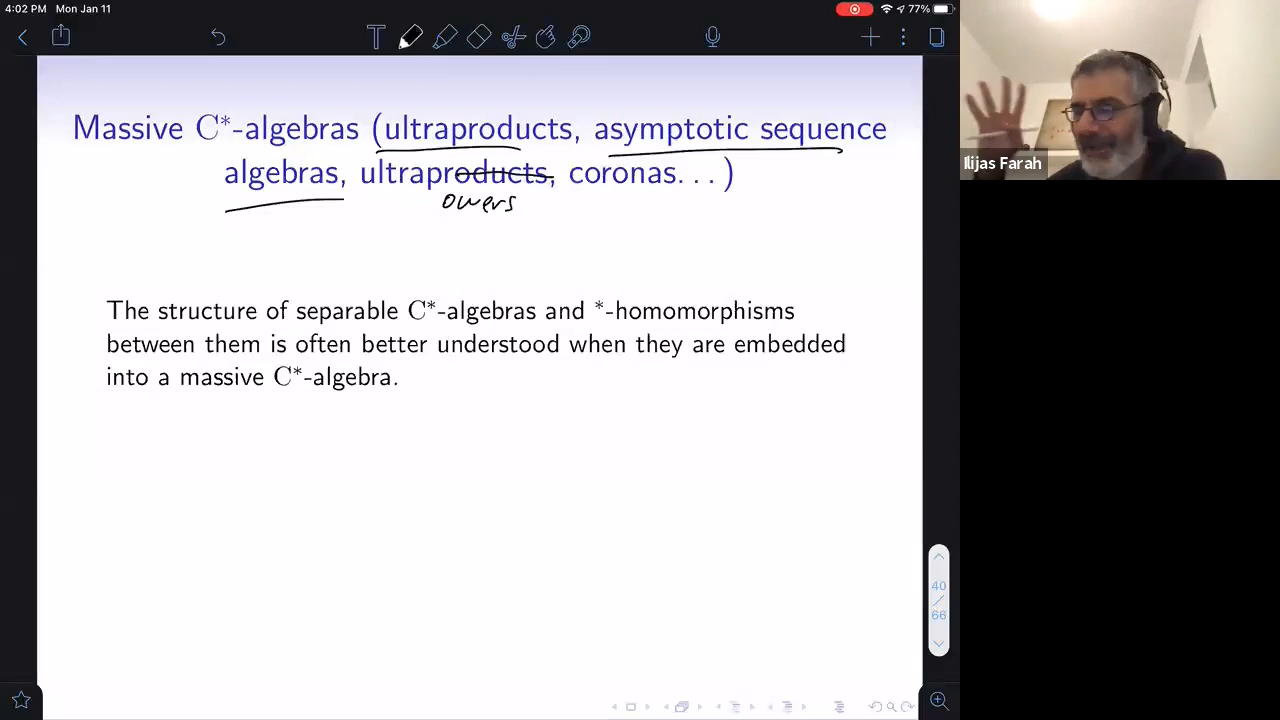 4:02 PM Mon Jan 11
77%
Massive C*-algebras (ultraproducts, asymptotic sequence
algebras, ultraproducts, coronas...)
owers
Ilijas Farah
The structure of separable C*-algebras and *-homomorphisms
between them is often better understood when they are embedded
into a massive C*-algebra.
40
/
66